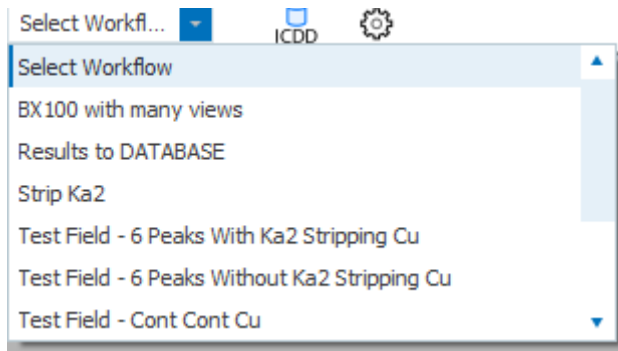 Select Workfl...
ICDD
Select Workflow
BX100 with many views
Results to DATABASE
Strip Ka2
Test Field - 6 Peaks With Ka2 Stripping Cu
Test Field - 6 Peaks Without Ka2 Stripping Cu
Test Field - Cont Cont Cu